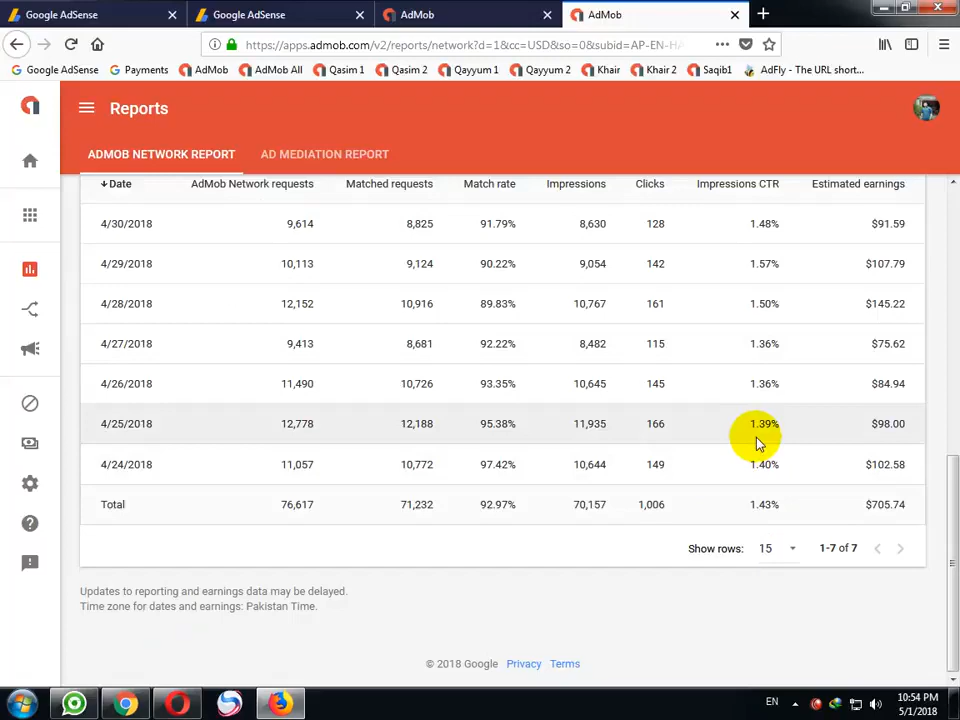 Google AdSense
Google AdSense
AdMob
AdMob
https://apps.admob.com/v2/reports/network?d=1&cc=USD&so=0&subid=AP-EN-HA
Google AdSense Payments AdMob AdMob All Qasim 1 Qasim 2 Qayyum 1 Qayyum 2 Khair Khair 2 Saqib1 AdFly - The URL short...
Reports
ADMOB NETWORK REPORT AD MEDIATION REPORT
Date AdMob Network requests Matched requests Match rate Impressions Clicks Impressions CTR Estimated earnings
4/30/2018 9,614 8,825 91.79% 8,630 128 1.48% $91.59
4/29/2018 10,113 9,124 90.22% 9,054 142 1.57% $107.79
4/28/2018 12,152 10,916 89.83% 10,767 161 1.50% $145.22
4/27/2018 9,413 8,681 92.22% 8,482 115 1.36% $75.62
4/26/2018 11,490 10,726 93.35% 10,645 145 1.36% $84.94
4/25/2018 12,778 12,188 95.38% 11,935 166 1.39% $98.00
4/24/2018 11,057 10,772 97.42% 10,644 149 1.40% $102.58
Total 76,617 71,232 92.97% 70,157 1,006 1.43% $705.74
Show rows: 15 1-7 of 7
Updates to reporting and earnings data may be delayed.
Time zone for dates and earnings: Pakistan Time.
© 2018 Google Privacy Terms
EN
10:54 PM
5/1/2018